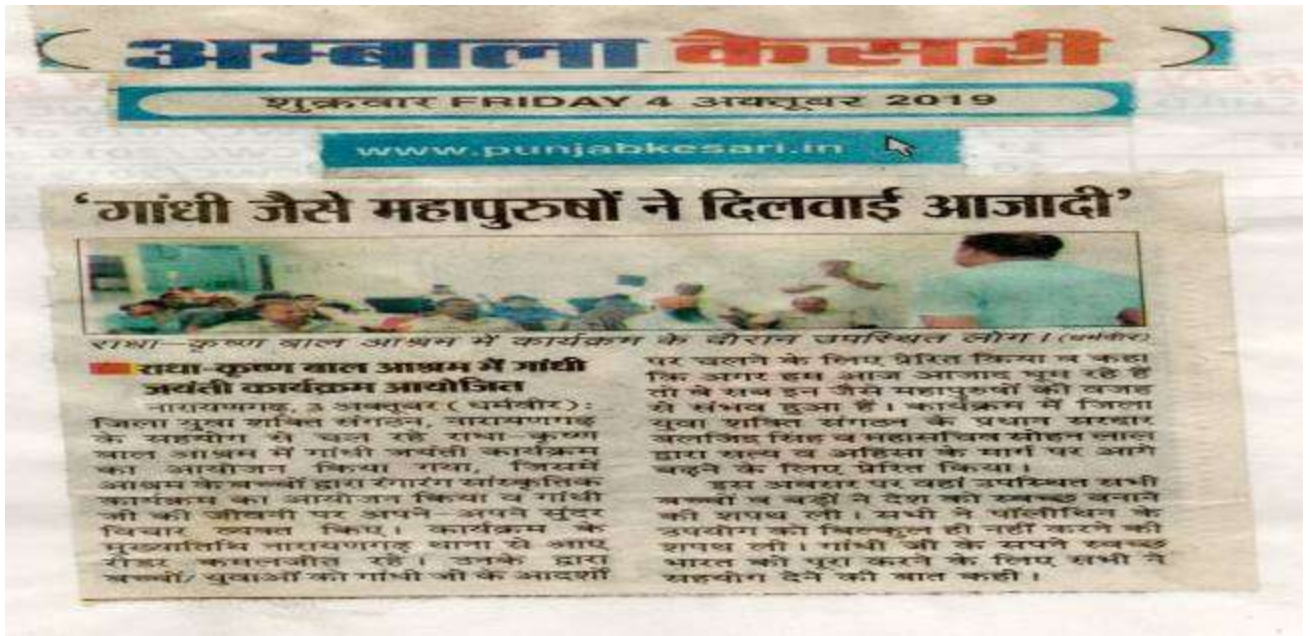 अम्बाला केसरी
शुक्रवार FRIDAY 4 अक्तूबर 2019
www.punjabkesari.in
‘गांधी जैसे महापुरुषों ने दिलवाई आजादी’
राधा-कृष्ण बाल आश्रम में कार्यक्रम के दौरान उपस्थित लोग। (धर्मवीर)
राधा-कृष्ण बाल आश्रम में गांधी
जयंती कार्यक्रम आयोजित
नारायणगढ़, 3 अक्तूबर (धर्मवीर):
जिला युवा शक्ति संगठन, नारायणगढ़
के सहयोग से चल रहे राधा-कृष्ण
बाल आश्रम में गांधी जयंती कार्यक्रम
का आयोजन किया गया, जिसमें
आश्रम के बच्चों द्वारा रंगारंग सांस्कृतिक
कार्यक्रम का आयोजन किया व गांधी
जी की जीवनी पर अपने-अपने सुंदर
विचार व्यक्त किए। कार्यक्रम के
मुख्यातिथि नारायणगढ़ थाना से आए
रीडर कमलजीत रहे। उनके द्वारा
बच्चों/युवाओं को गांधी जी के आदर्शों
पर चलने के लिए प्रेरित किया व कहा
कि अगर हम आज आजाद घूम रहे हैं
तो वे सब इन जैसे महापुरुषों की वजह
से संभव हुआ है। कार्यक्रम में जिला
युवा शक्ति संगठन के प्रधान सरदार
बलजिंद्र सिंह व महासचिव सोहन लाल
द्वारा सत्य व अहिंसा के मार्ग पर आगे
बढ़ने के लिए प्रेरित किया।
इस अवसर पर वहां उपस्थित सभी
बच्चों व बड़ों ने देश को स्वच्छ बनाने
की शपथ ली। सभी ने पॉलीथिन के
उपयोग को बिल्कुल ही नहीं करने की
शपथ ली। गांधी जी के सपने स्वच्छ
भारत को पूरा करने के लिए सभी ने
सहयोग देने की बात कही।